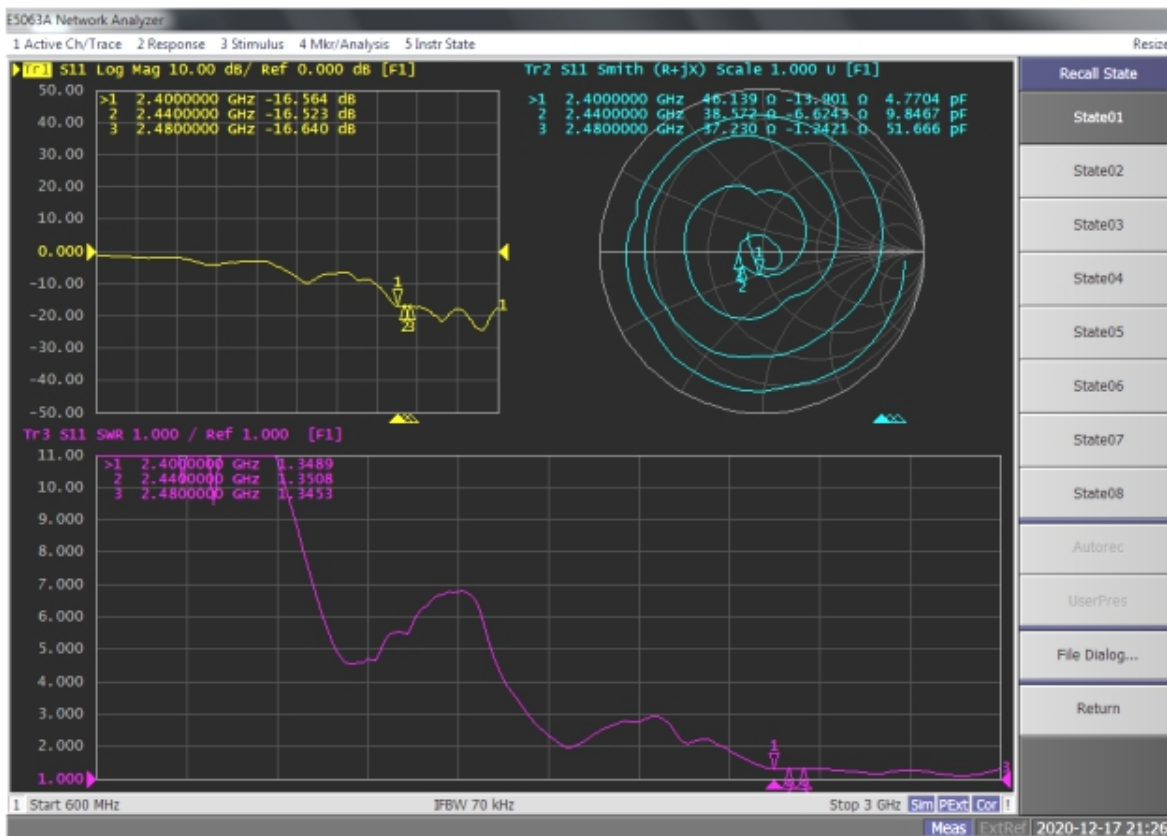 E5063A Network Analyzer
1 Active Ch/Trace 2 Response 3 Stimulus 4 Mkr/Analysis 5 Instr State
Resize
Tr1 S11 Log Mag 10.00 dB/ Ref 0.000 dB [F1]
50.00
40.00
30.00
20.00
10.00
0.000
-10.00
-20.00
-30.00
-40.00
-50.00
>1 2.4000000 GHz -16.564 dB
2 2.4400000 GHz -16.523 dB
3 2.4800000 GHz -16.640 dB
1
2 3
1
Tr2 S11 Smith (R+jX) Scale 1.000 U [F1]
>1 2.4000000 GHz 46.139 Ω -13.901 Ω 4.7704 pF
2 2.4400000 GHz 38.572 Ω -6.6243 Ω 9.8467 pF
3 2.4800000 GHz 37.230 Ω -1.2421 Ω 51.666 pF
1
2
Tr3 S11 SWR 1.000 / Ref 1.000 [F1]
11.00
10.00
9.000
8.000
7.000
6.000
5.000
4.000
3.000
2.000
1.000
>1 2.4000000 GHz 1.3489
2 2.4400000 GHz 1.3508
3 2.4800000 GHz 1.3453
1
3
1 Start 600 MHz
IFBW 70 kHz
Stop 3 GHz Sim PExt Cor !
Meas ExtRef 2020-12-17 21:26
Recall State
State01
State02
State03
State04
State05
State06
State07
State08
Autorec
UserPres
File Dialog...
Return